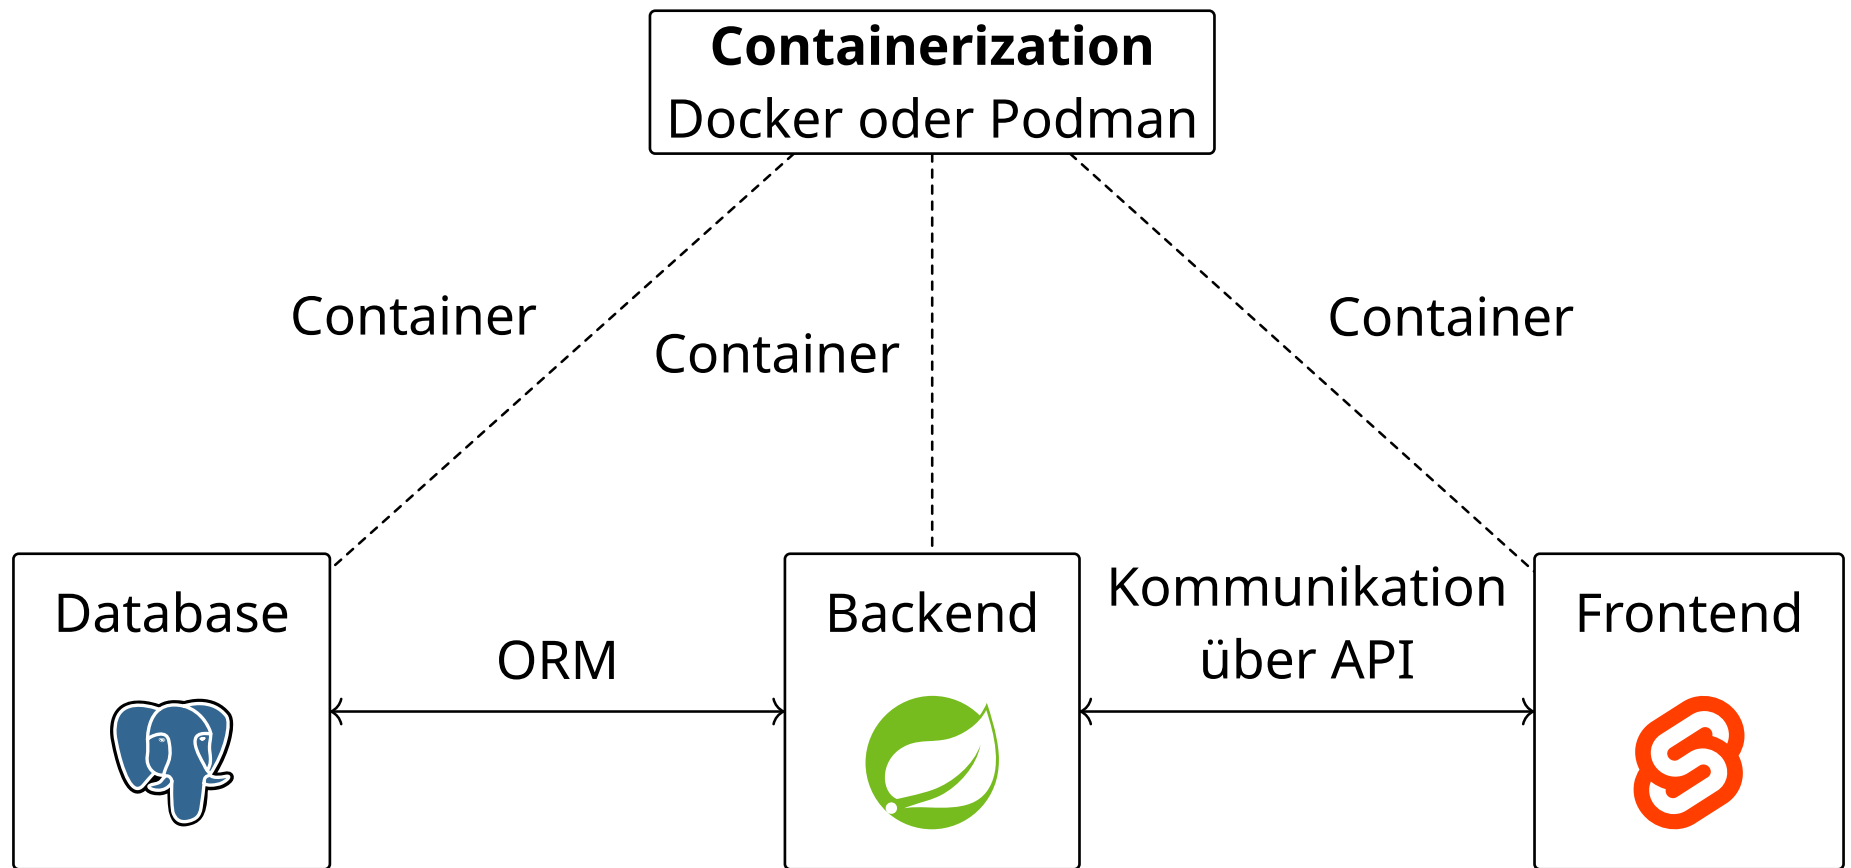 Containerization
Docker oder Podman
Container
Container
Container
Database
ORM
Backend
Kommunikation
über API
Frontend